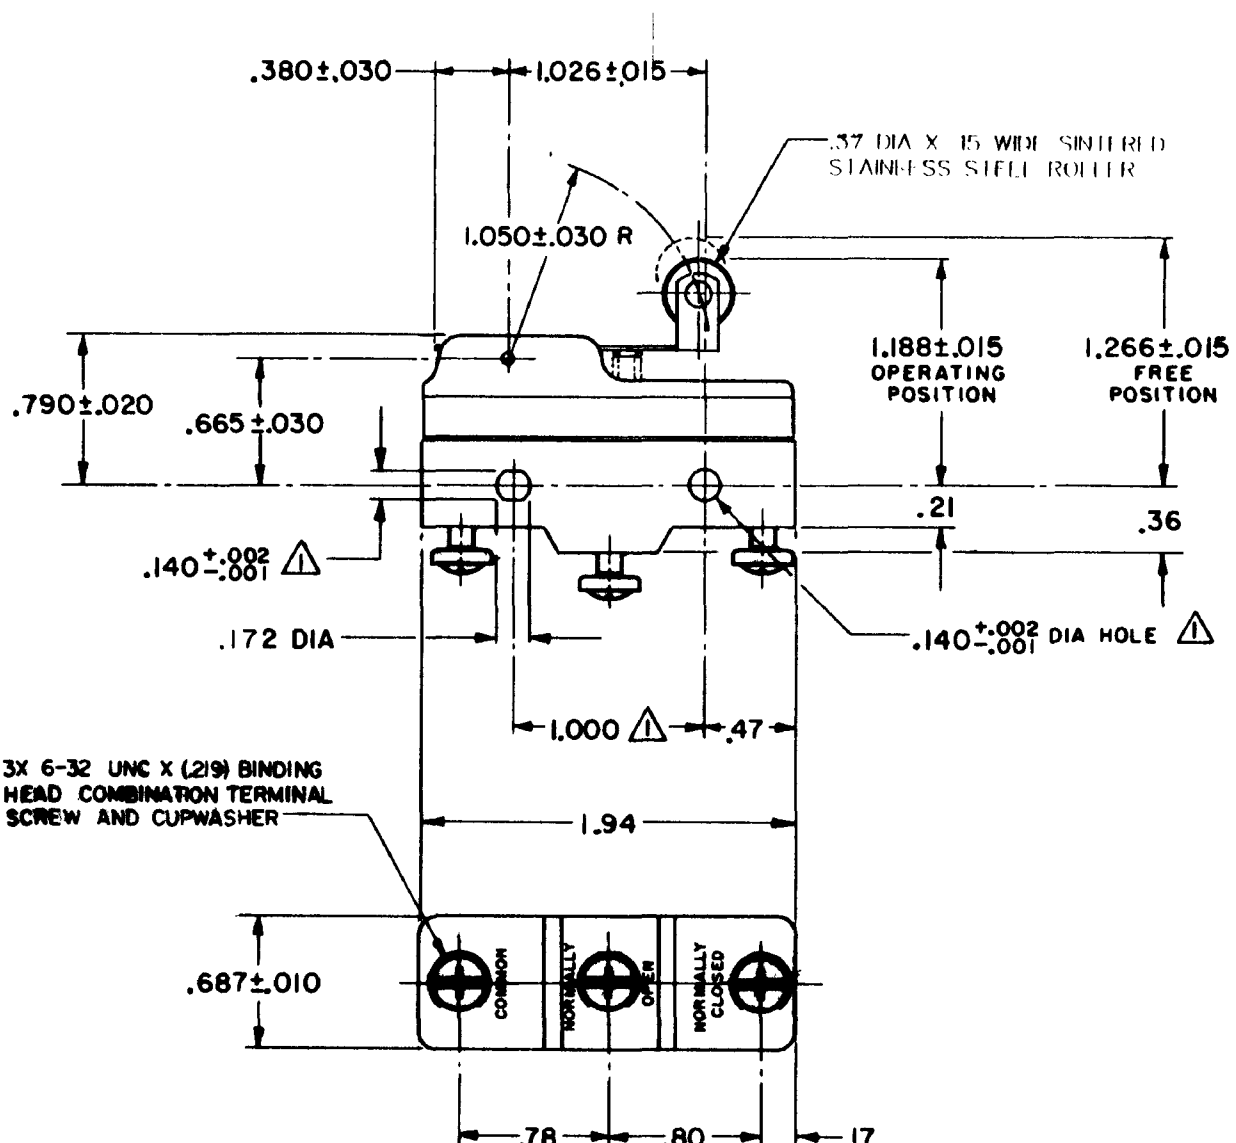 .380±.030
1.026±.015
.37 DIA X .15 WIDE SINTERED
STAINLESS STEEL ROLLER
1.050±.030 R
1.188±.015
OPERATING
POSITION
1.266±.015
FREE
POSITION
.790±.020
.665±.030
.21
.36
.140 +.002 -.001 1
.172 DIA
.140 +.002 -.001 DIA HOLE 1
1.000 1
.47
3X 6-32 UNC X (.219) BINDING
HEAD COMBINATION TERMINAL
SCREW AND CUPWASHER
1.94
.687±.010
COMMON
NORMALLY
OPEN
NORMALLY
CLOSED
.78
.80
.17